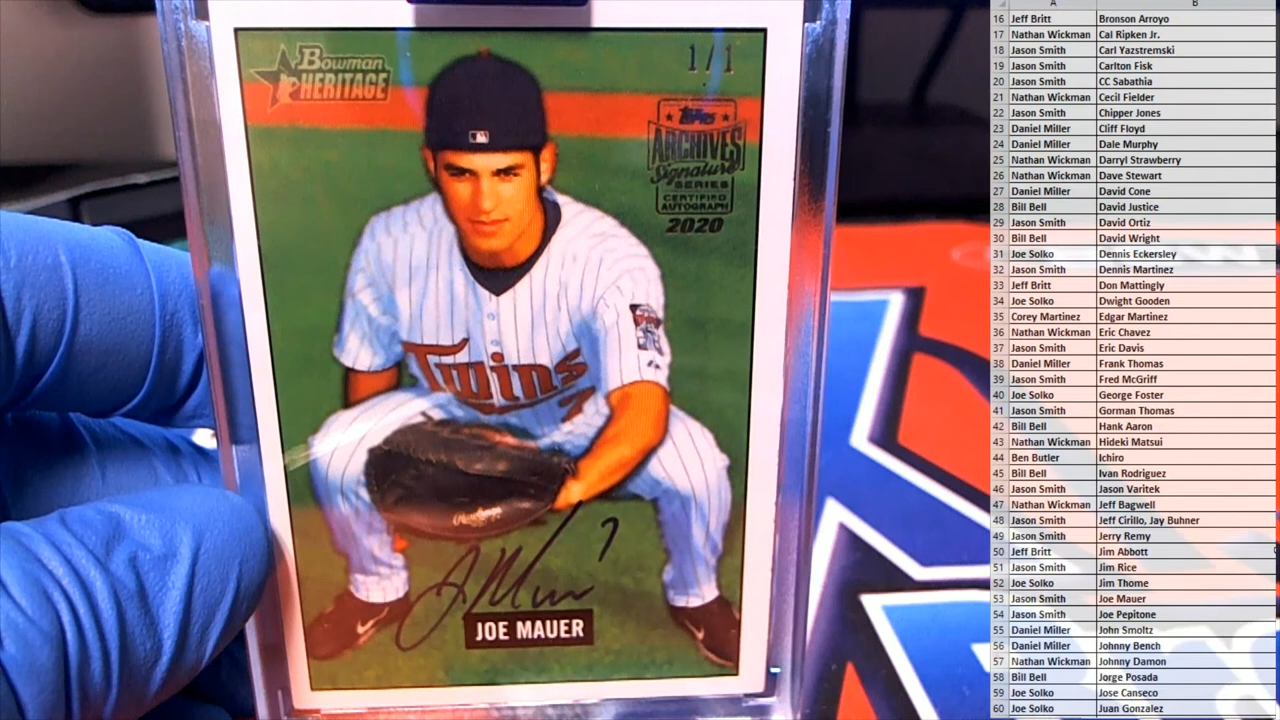 Bowman
HERITAGE
1/1
Topps
ARCHIVES
Signature
SERIES
CERTIFIED
AUTOGRAPH
2020
Twins
7
Rawlings
7
JOE MAUER
A B
16 Jeff Britt Bronson Arroyo
17 Nathan Wickman Cal Ripken Jr.
18 Jason Smith Carl Yazstremski
19 Jason Smith Carlton Fisk
20 Jason Smith CC Sabathia
21 Nathan Wickman Cecil Fielder
22 Jason Smith Chipper Jones
23 Daniel Miller Cliff Floyd
24 Daniel Miller Dale Murphy
25 Nathan Wickman Darryl Strawberry
26 Nathan Wickman Dave Stewart
27 Daniel Miller David Cone
28 Bill Bell David Justice
29 Jason Smith David Ortiz
30 Bill Bell David Wright
31 Joe Solko Dennis Eckersley
32 Jason Smith Dennis Martinez
33 Jeff Britt Don Mattingly
34 Joe Solko Dwight Gooden
35 Corey Martinez Edgar Martinez
36 Nathan Wickman Eric Chavez
37 Jason Smith Eric Davis
38 Daniel Miller Frank Thomas
39 Jason Smith Fred McGriff
40 Joe Solko George Foster
41 Jason Smith Gorman Thomas
42 Bill Bell Hank Aaron
43 Nathan Wickman Hideki Matsui
44 Ben Butler Ichiro
45 Bill Bell Ivan Rodriguez
46 Jason Smith Jason Varitek
47 Nathan Wickman Jeff Bagwell
48 Jason Smith Jeff Cirillo, Jay Buhner
49 Jason Smith Jerry Remy
50 Jeff Britt Jim Abbott
51 Jason Smith Jim Rice
52 Joe Solko Jim Thome
53 Jason Smith Joe Mauer
54 Jason Smith Joe Pepitone
55 Daniel Miller John Smoltz
56 Daniel Miller Johnny Bench
57 Nathan Wickman Johnny Damon
58 Bill Bell Jorge Posada
59 Joe Solko Jose Canseco
60 Joe Solko Juan Gonzalez